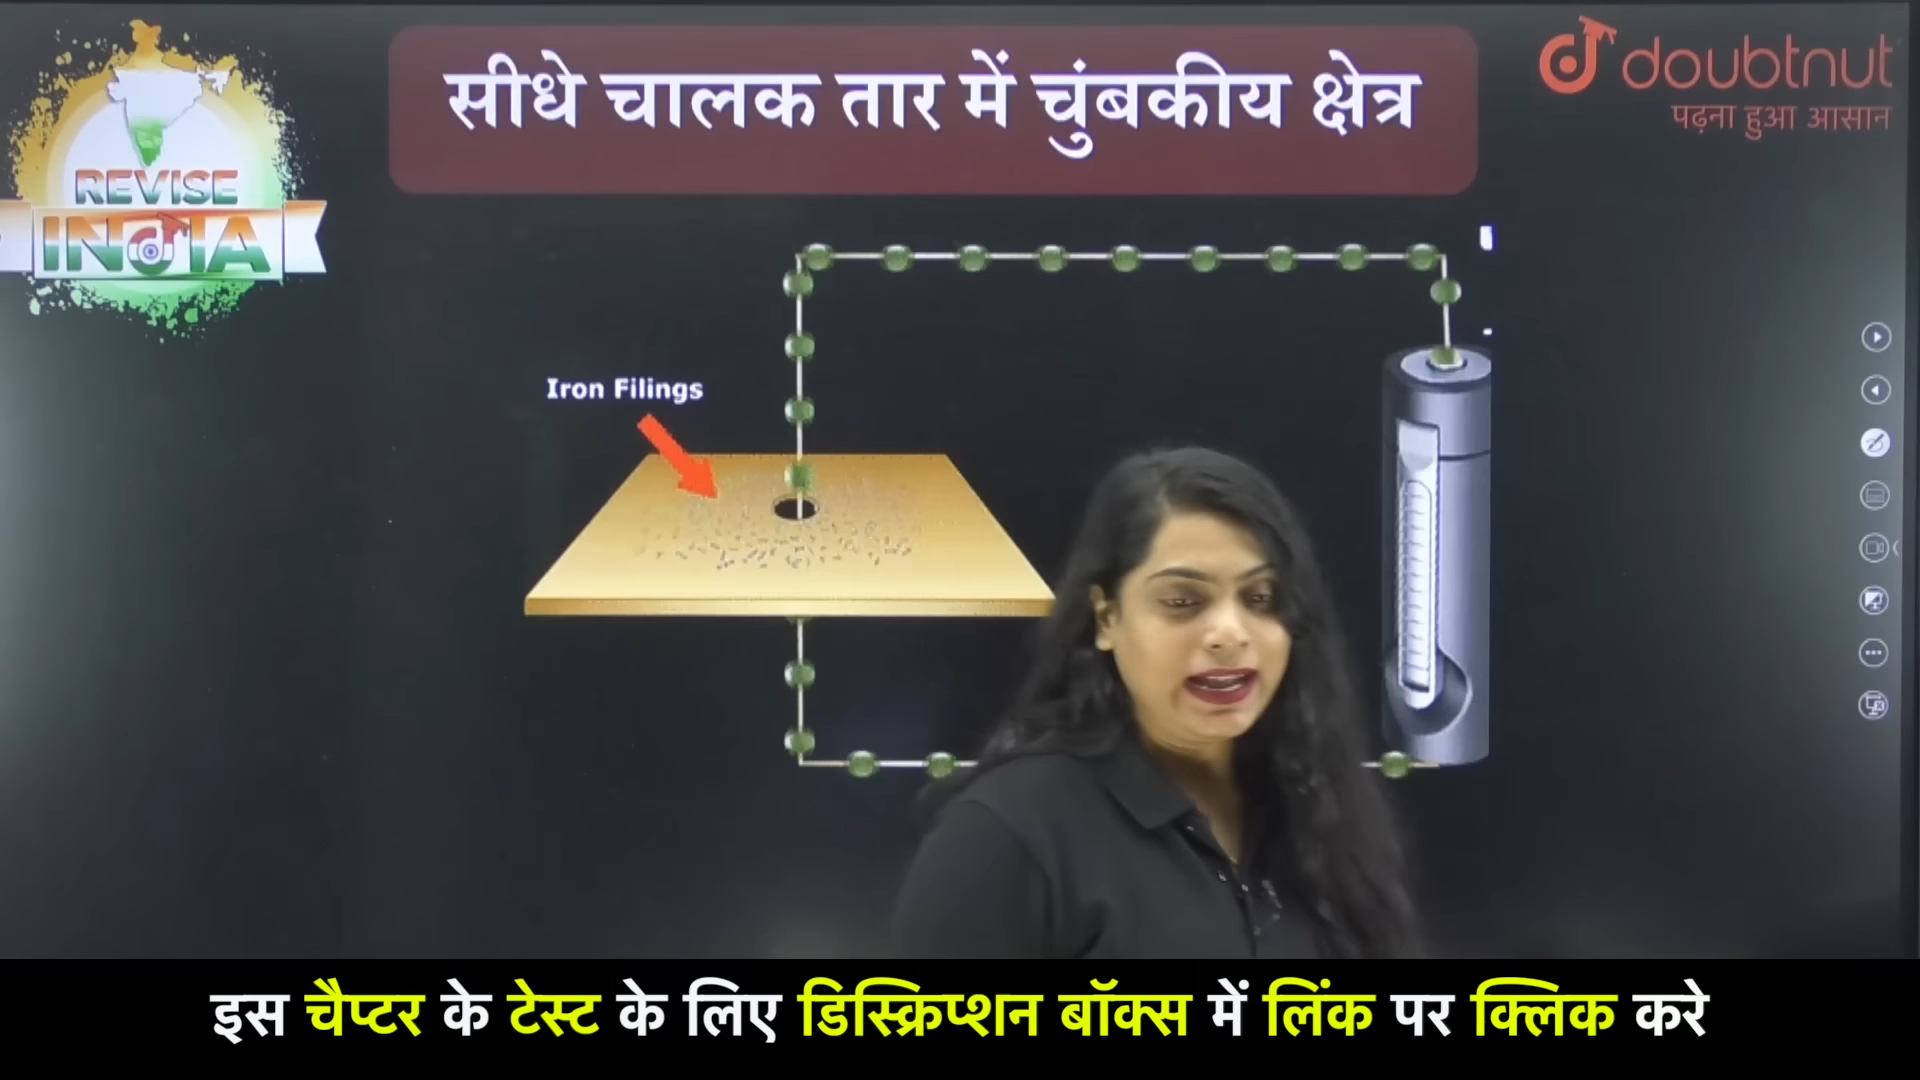 सीधे चालक तार में चुंबकीय क्षेत्र
doubtnut
पढ़ना हुआ आसान
REVISE
INDIA
Iron Filings
इस चैप्टर के टेस्ट के लिए डिस्क्रिप्शन बॉक्स में लिंक पर क्लिक करे